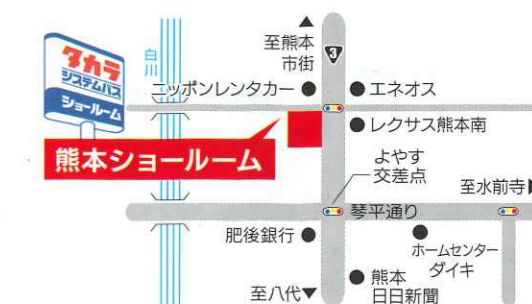 至熊本
市街
3
タカラ
システムバス
ショールーム
白川
ニッポンレンタカー
エネオス
レクサス熊本南
熊本ショールーム
よやす
交差点
至水前寺
琴平通り
肥後銀行
ホームセンター
ダイキ
熊本
日日新聞
至八代